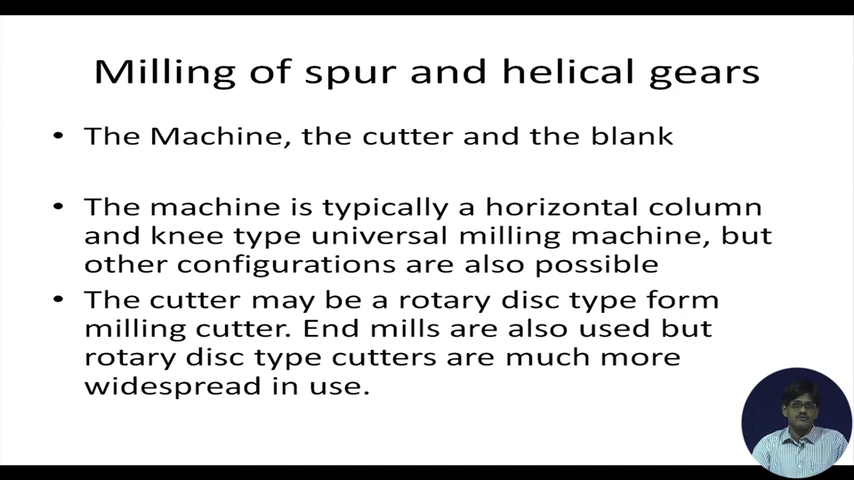 Milling of spur and helical gears
• The Machine, the cutter and the blank
• The machine is typically a horizontal column
and knee type universal milling machine, but
other configurations are also possible
• The cutter may be a rotary disc type form
milling cutter. End mills are also used but
rotary disc type cutters are much more
widespread in use.